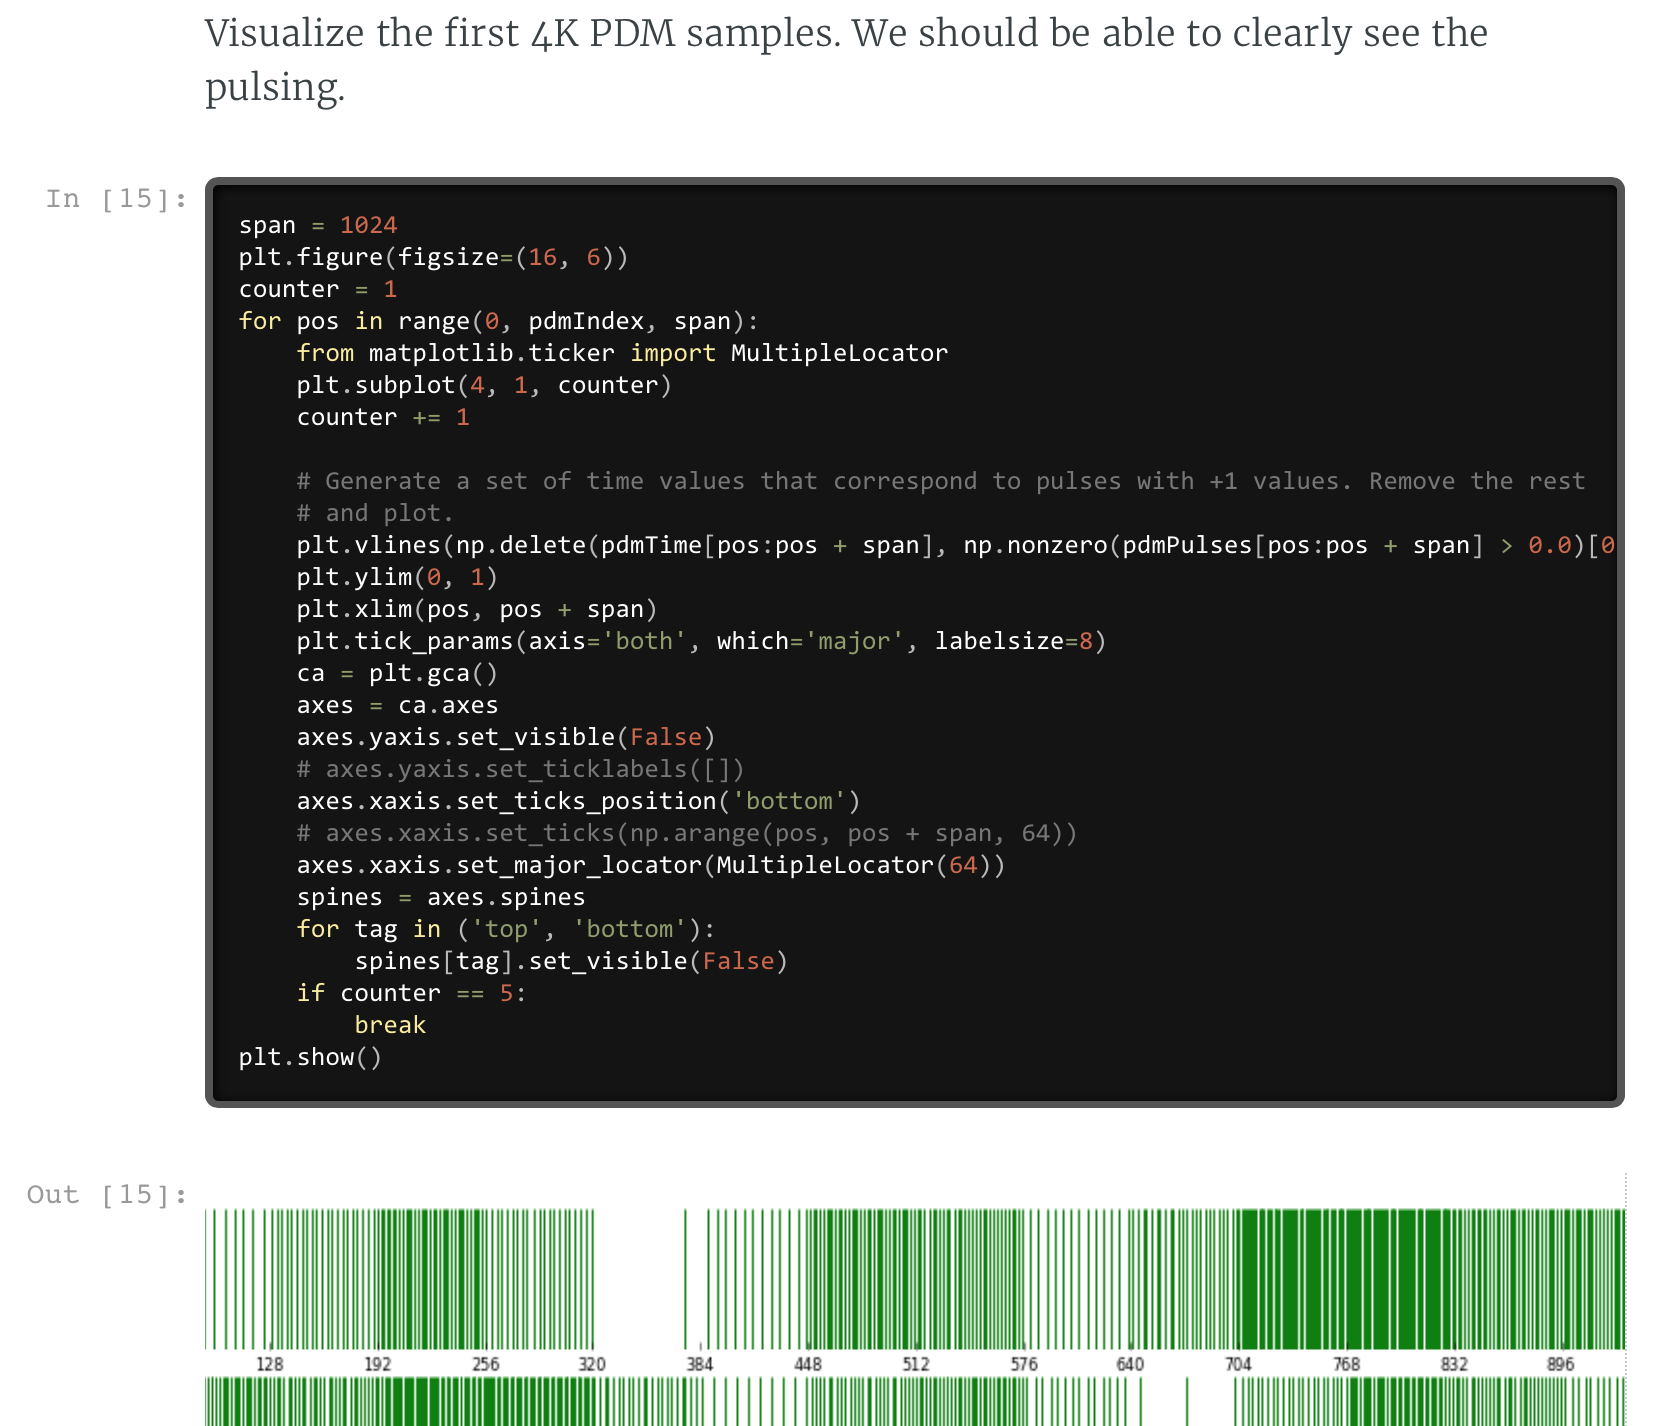 Visualize the first 4K PDM samples. We should be able to clearly see the
pulsing.
In [15]:
span = 1024
plt.figure(figsize=(16, 6))
counter = 1
for pos in range(0, pdmIndex, span):
    from matplotlib.ticker import MultipleLocator
    plt.subplot(4, 1, counter)
    counter += 1
    # Generate a set of time values that correspond to pulses with +1 values. Remove the rest
    # and plot.
    plt.vlines(np.delete(pdmTime[pos:pos + span], np.nonzero(pdmPulses[pos:pos + span] > 0.0)[0
    plt.ylim(0, 1)
    plt.xlim(pos, pos + span)
    plt.tick_params(axis='both', which='major', labelsize=8)
    ca = plt.gca()
    axes = ca.axes
    axes.yaxis.set_visible(False)
    # axes.yaxis.set_ticklabels([])
    axes.xaxis.set_ticks_position('bottom')
    # axes.xaxis.set_ticks(np.arange(pos, pos + span, 64))
    axes.xaxis.set_major_locator(MultipleLocator(64))
    spines = axes.spines
    for tag in ('top', 'bottom'):
        spines[tag].set_visible(False)
    if counter == 5:
        break
plt.show()
Out [15]:
128 192 256 320 384 448 512 576 640 704 768 832 896